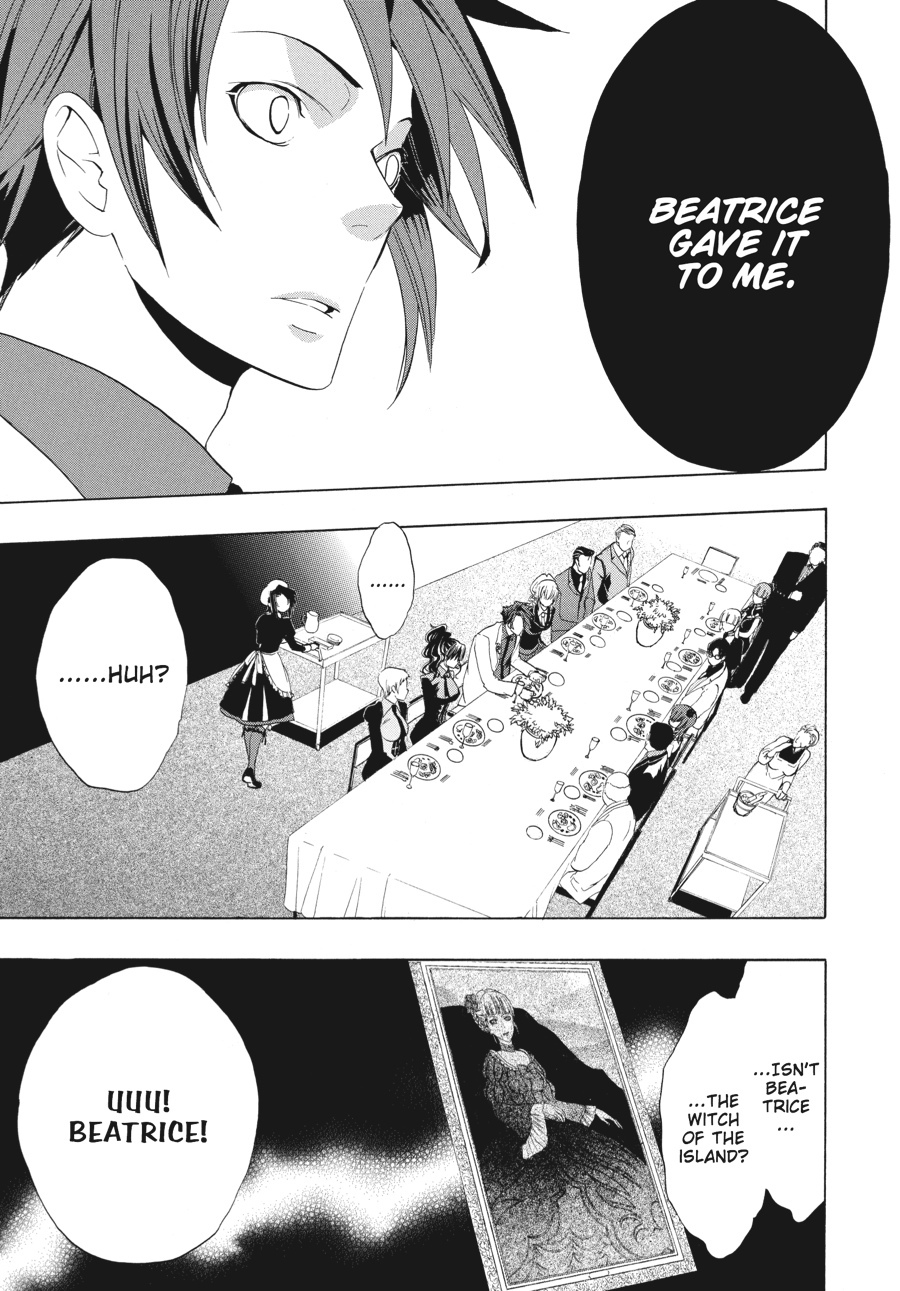 BEATRICE
GAVE IT
TO ME.
......
......HUH?
...ISN'T
BEA-
TRICE
...
...THE
WITCH
OF THE
ISLAND?
UUU!
BEATRICE!